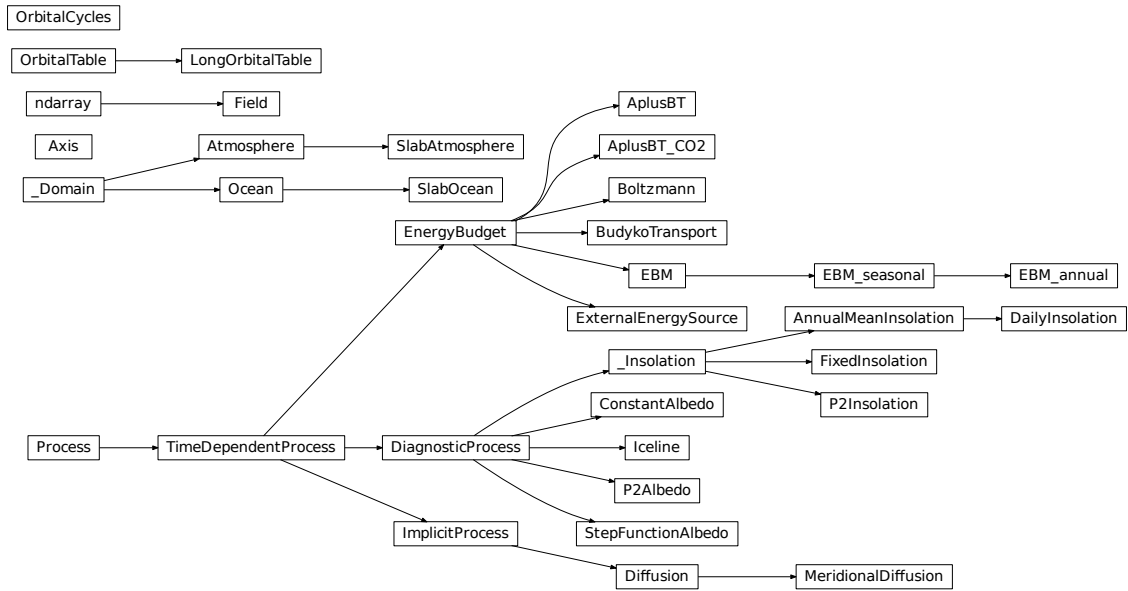 OrbitalCycles
OrbitalTable LongOrbitalTable
ndarray Field AplusBT
Axis Atmosphere SlabAtmosphere AplusBT_CO2
_Domain Ocean SlabOcean Boltzmann
EnergyBudget BudykoTransport
EBM EBM_seasonal EBM_annual
ExternalEnergySource AnnualMeanInsolation DailyInsolation
_Insolation FixedInsolation
ConstantAlbedo P2Insolation
Process TimeDependentProcess DiagnosticProcess Iceline
P2Albedo
ImplicitProcess StepFunctionAlbedo
Diffusion MeridionalDiffusion